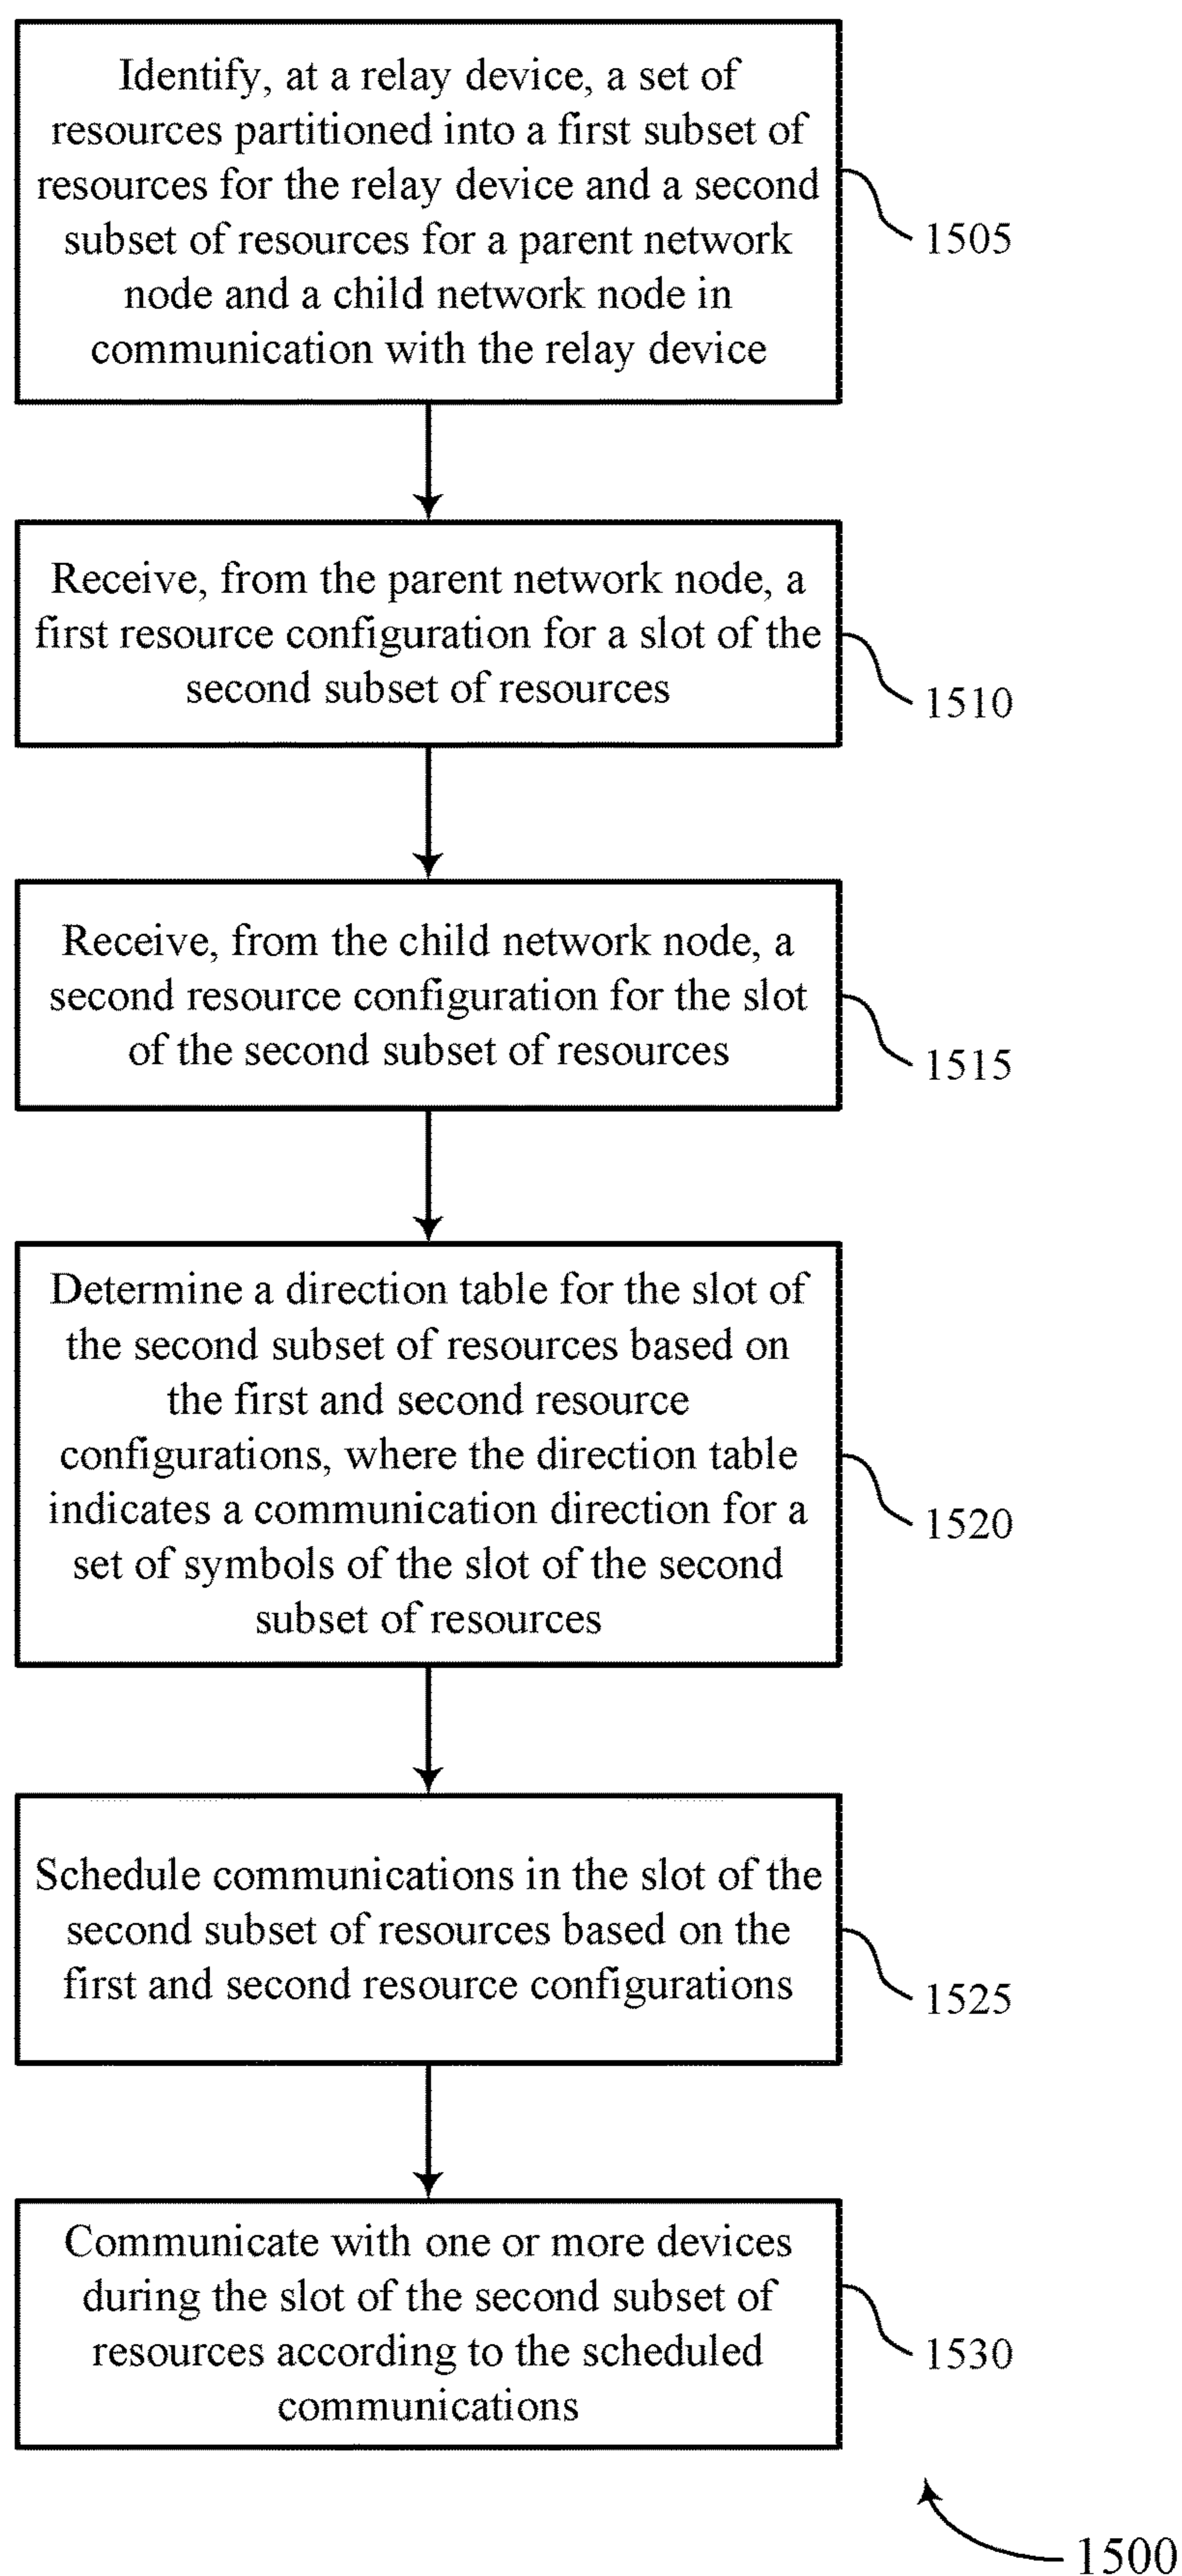 Identify, at a relay device, a set of
resources partitioned into a first subset of
resources for the relay device and a second
subset of resources for a parent network
node and a child network node in
communication with the relay device
1505
Receive, from the parent network node, a
first resource configuration for a slot of the
second subset of resources
1510
Receive, from the child network node, a
second resource configuration for the slot
of the second subset of resources
1515
Determine a direction table for the slot of
the second subset of resources based on
the first and second resource
configurations, where the direction table
indicates a communication direction for a
set of symbols of the slot of the second
subset of resources
1520
Schedule communications in the slot of the
second subset of resources based on the
first and second resource configurations
1525
Communicate with one or more devices
during the slot of the second subset of
resources according to the scheduled
communications
1530
1500